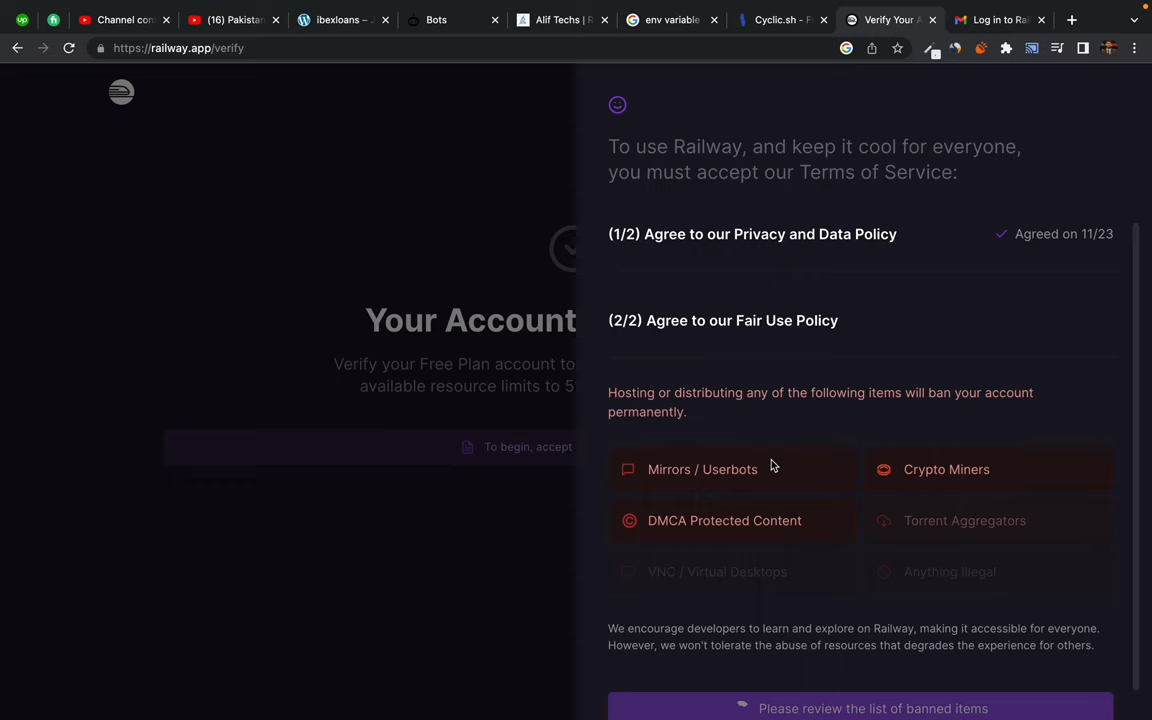 Channel con
(16) Pakistan
ibexloans – J
Bots
Alif Techs | R
env variable
Cyclic.sh - F
Verify Your A
Log in to Rai
https://railway.app/verify
To use Railway, and keep it cool for everyone,
you must accept our Terms of Service:
(1/2) Agree to our Privacy and Data Policy
Agreed on 11/23
(2/2) Agree to our Fair Use Policy
Your Account
Verify your Free Plan account to
available resource limits to 5
To begin, accept
Hosting or distributing any of the following items will ban your account
permanently.
Mirrors / Userbots
Crypto Miners
DMCA Protected Content
Torrent Aggregators
VNC / Virtual Desktops
Anything Illegal
We encourage developers to learn and explore on Railway, making it accessible for everyone.
However, we won't tolerate the abuse of resources that degrades the experience for others.
Please review the list of banned items